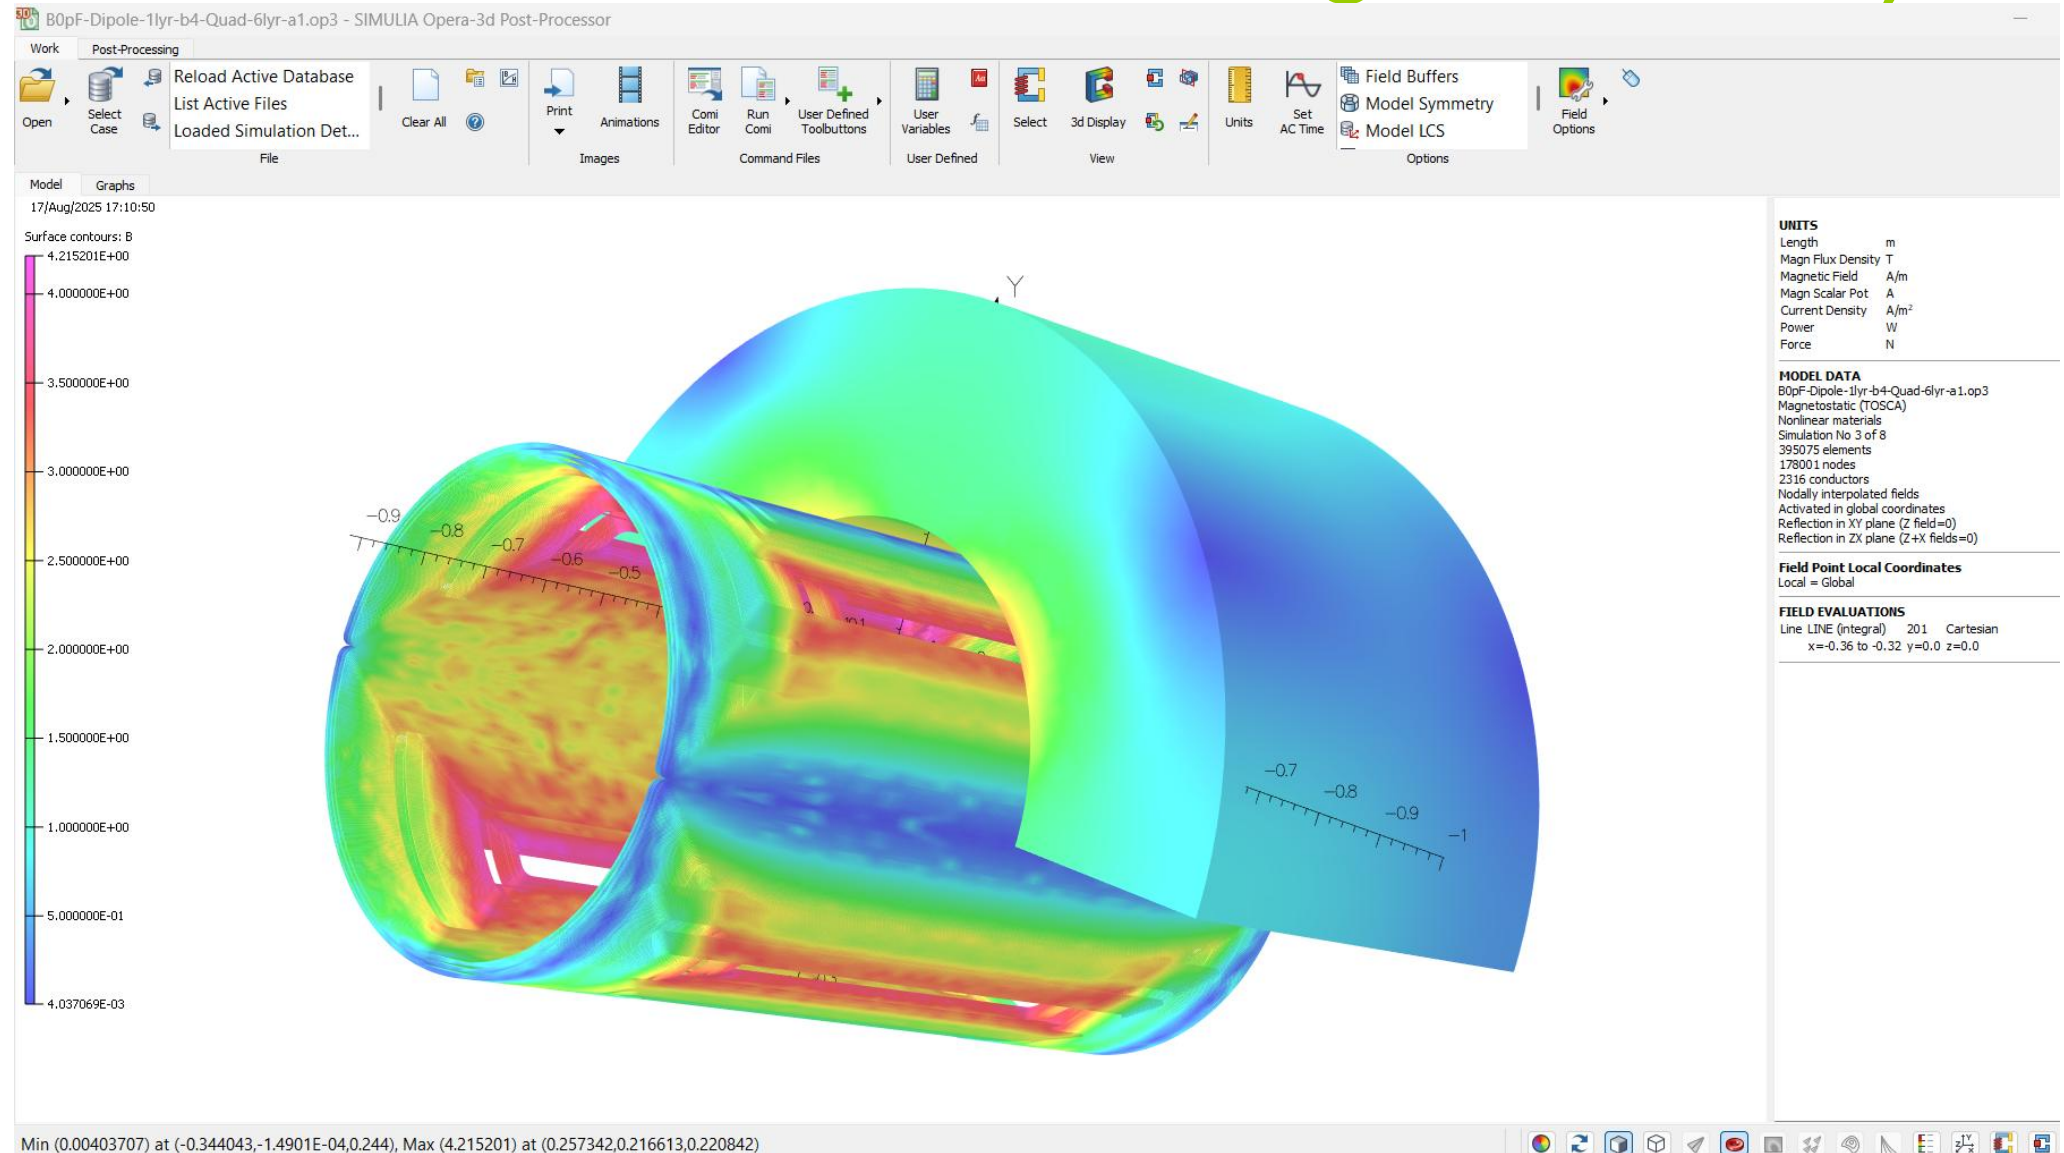 B0pF-Dipole-1lyr-b4-Quad-6lyr-a1.op3 - SIMULIA Opera-3d Post-Processor
Work Post-Processing
Open
Select Case
Reload Active Database
List Active Files
Loaded Simulation Det...
File
Clear All
Print
Animations
Images
Comi Editor
Run Comi
User Defined Toolbuttons
Command Files
User Variables
User Defined
Select
3d Display
View
Units
Set AC Time
Field Buffers
Model Symmetry
Model LCS
Options
Field Options
Model Graphs
17/Aug/2025 17:10:50
Surface contours: B
4.215201E+00
4.000000E+00
3.500000E+00
3.000000E+00
2.500000E+00
2.000000E+00
1.500000E+00
1.000000E+00
5.000000E-01
4.037069E-03
Y
-0.9
-0.8
-0.7
-0.6
-0.5
-0.7
-0.8
-0.9
-1
UNITS
Length m
Magn Flux Density T
Magnetic Field A/m
Magn Scalar Pot A
Current Density A/m²
Power W
Force N
MODEL DATA
B0pF-Dipole-1lyr-b4-Quad-6lyr-a1.op3
Magnetostatic (TOSCA)
Nonlinear materials
Simulation No 3 of 8
395075 elements
178001 nodes
2316 conductors
Nodally interpolated fields
Activated in global coordinates
Reflection in XY plane (Z field=0)
Reflection in ZX plane (Z+X fields=0)
Field Point Local Coordinates
Local = Global
FIELD EVALUATIONS
Line LINE (integral) 201 Cartesian
x=-0.36 to -0.32 y=0.0 z=0.0
Min (0.00403707) at (-0.344043,-1.4901E-04,0.244), Max (4.215201) at (0.257342,0.216613,0.220842)